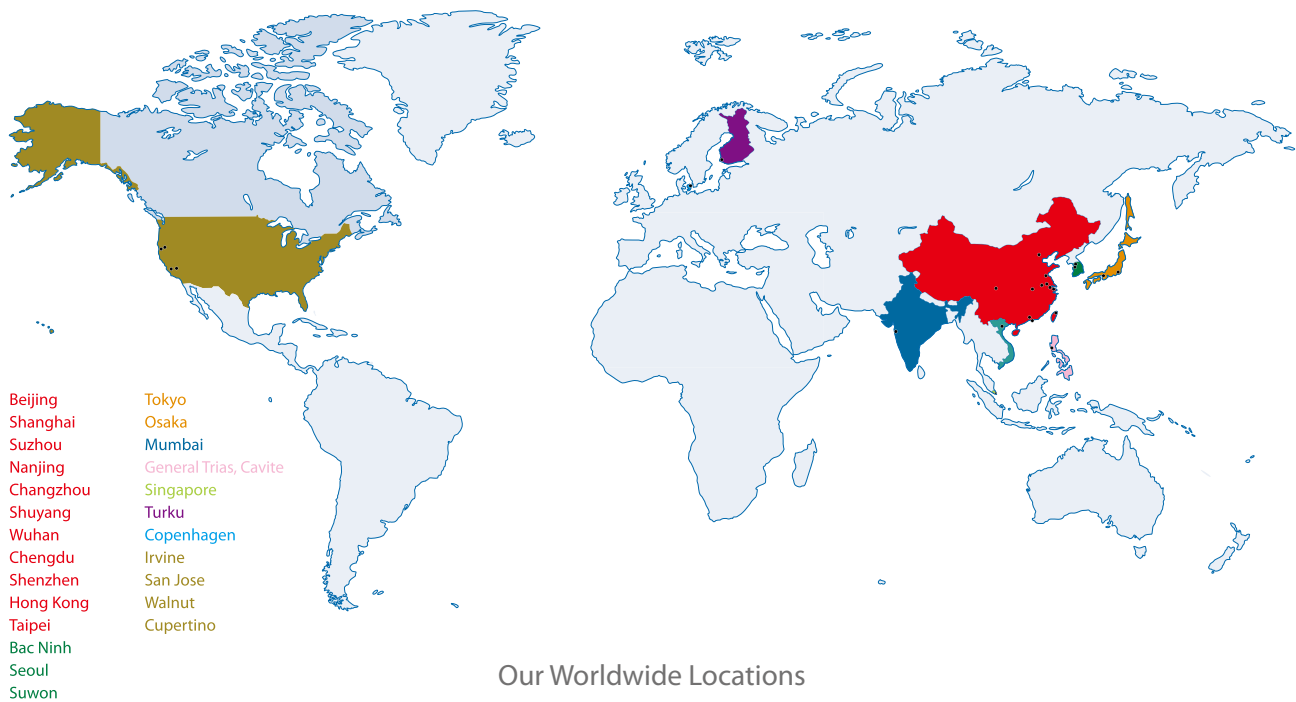 Beijing
Shanghai
Suzhou
Nanjing
Changzhou
Shuyang
Wuhan
Chengdu
Shenzhen
Hong Kong
Taipei
Bac Ninh
Seoul
Suwon
Tokyo
Osaka
Mumbai
General Trias, Cavite
Singapore
Turku
Copenhagen
Irvine
San Jose
Walnut
Cupertino
Our Worldwide Locations